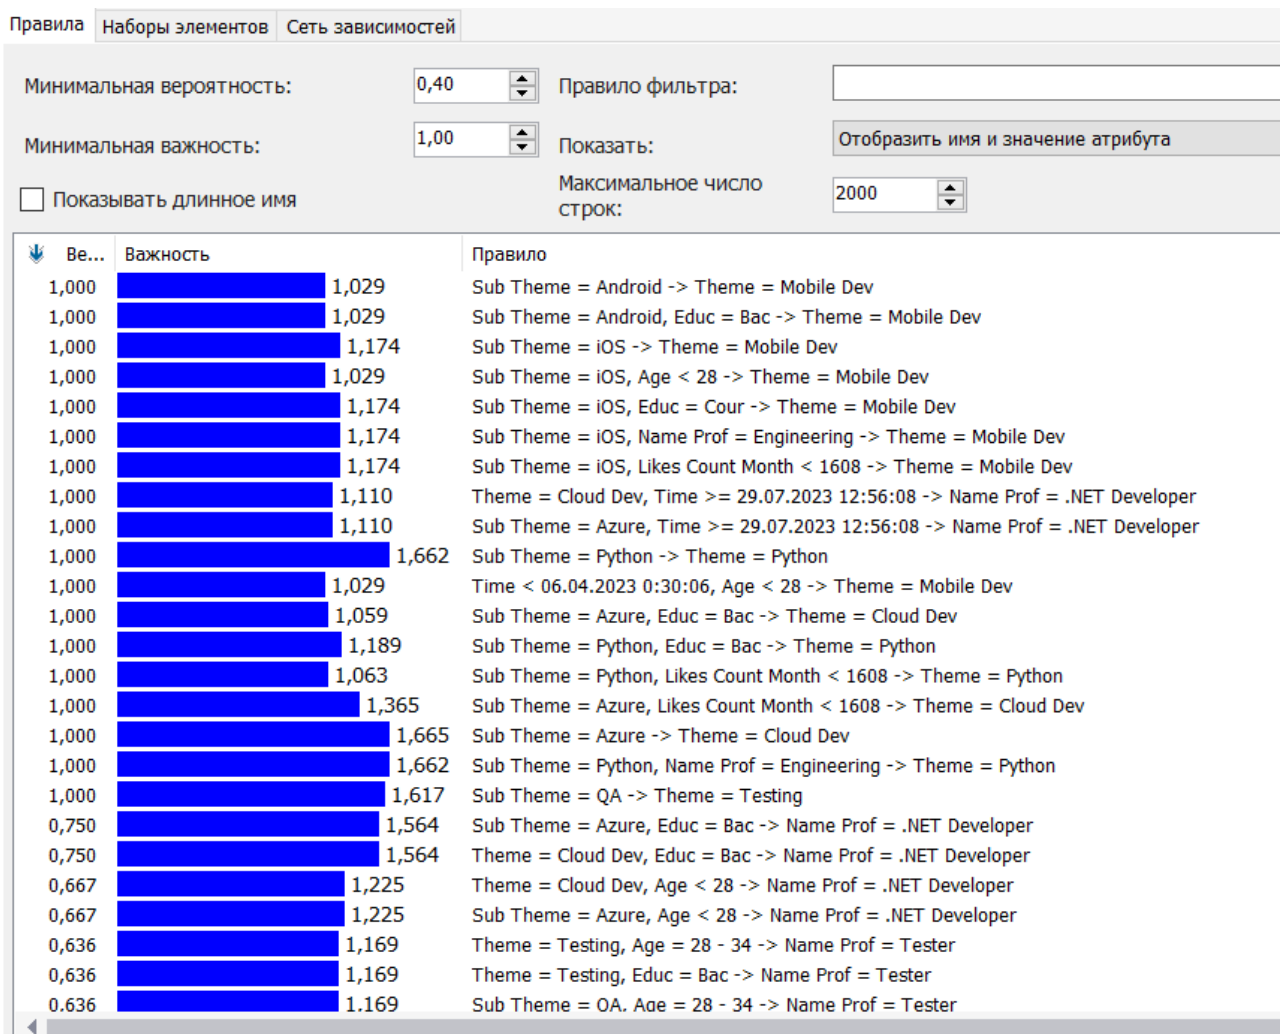 Правила Наборы элементов Сеть зависимостей
Минимальная вероятность: 0,40 Правило фильтра:
Минимальная важность: 1,00 Показать: Отобразить имя и значение атрибута
Показывать длинное имя Максимальное число строк: 2000
Ве... Важность Правило
1,000 1,029 Sub Theme = Android -> Theme = Mobile Dev
1,000 1,029 Sub Theme = Android, Educ = Bac -> Theme = Mobile Dev
1,000 1,174 Sub Theme = iOS -> Theme = Mobile Dev
1,000 1,029 Sub Theme = iOS, Age < 28 -> Theme = Mobile Dev
1,000 1,174 Sub Theme = iOS, Educ = Cour -> Theme = Mobile Dev
1,000 1,174 Sub Theme = iOS, Name Prof = Engineering -> Theme = Mobile Dev
1,000 1,174 Sub Theme = iOS, Likes Count Month < 1608 -> Theme = Mobile Dev
1,000 1,110 Theme = Cloud Dev, Time >= 29.07.2023 12:56:08 -> Name Prof = .NET Developer
1,000 1,110 Sub Theme = Azure, Time >= 29.07.2023 12:56:08 -> Name Prof = .NET Developer
1,000 1,662 Sub Theme = Python -> Theme = Python
1,000 1,029 Time < 06.04.2023 0:30:06, Age < 28 -> Theme = Mobile Dev
1,000 1,059 Sub Theme = Azure, Educ = Bac -> Theme = Cloud Dev
1,000 1,189 Sub Theme = Python, Educ = Bac -> Theme = Python
1,000 1,063 Sub Theme = Python, Likes Count Month < 1608 -> Theme = Python
1,000 1,365 Sub Theme = Azure, Likes Count Month < 1608 -> Theme = Cloud Dev
1,000 1,665 Sub Theme = Azure -> Theme = Cloud Dev
1,000 1,662 Sub Theme = Python, Name Prof = Engineering -> Theme = Python
1,000 1,617 Sub Theme = QA -> Theme = Testing
0,750 1,564 Sub Theme = Azure, Educ = Bac -> Name Prof = .NET Developer
0,750 1,564 Theme = Cloud Dev, Educ = Bac -> Name Prof = .NET Developer
0,667 1,225 Theme = Cloud Dev, Age < 28 -> Name Prof = .NET Developer
0,667 1,225 Sub Theme = Azure, Age < 28 -> Name Prof = .NET Developer
0,636 1,169 Theme = Testing, Age = 28 - 34 -> Name Prof = Tester
0,636 1,169 Theme = Testing, Educ = Bac -> Name Prof = Tester
0,636 1,169 Sub Theme = QA, Age = 28 - 34 -> Name Prof = Tester